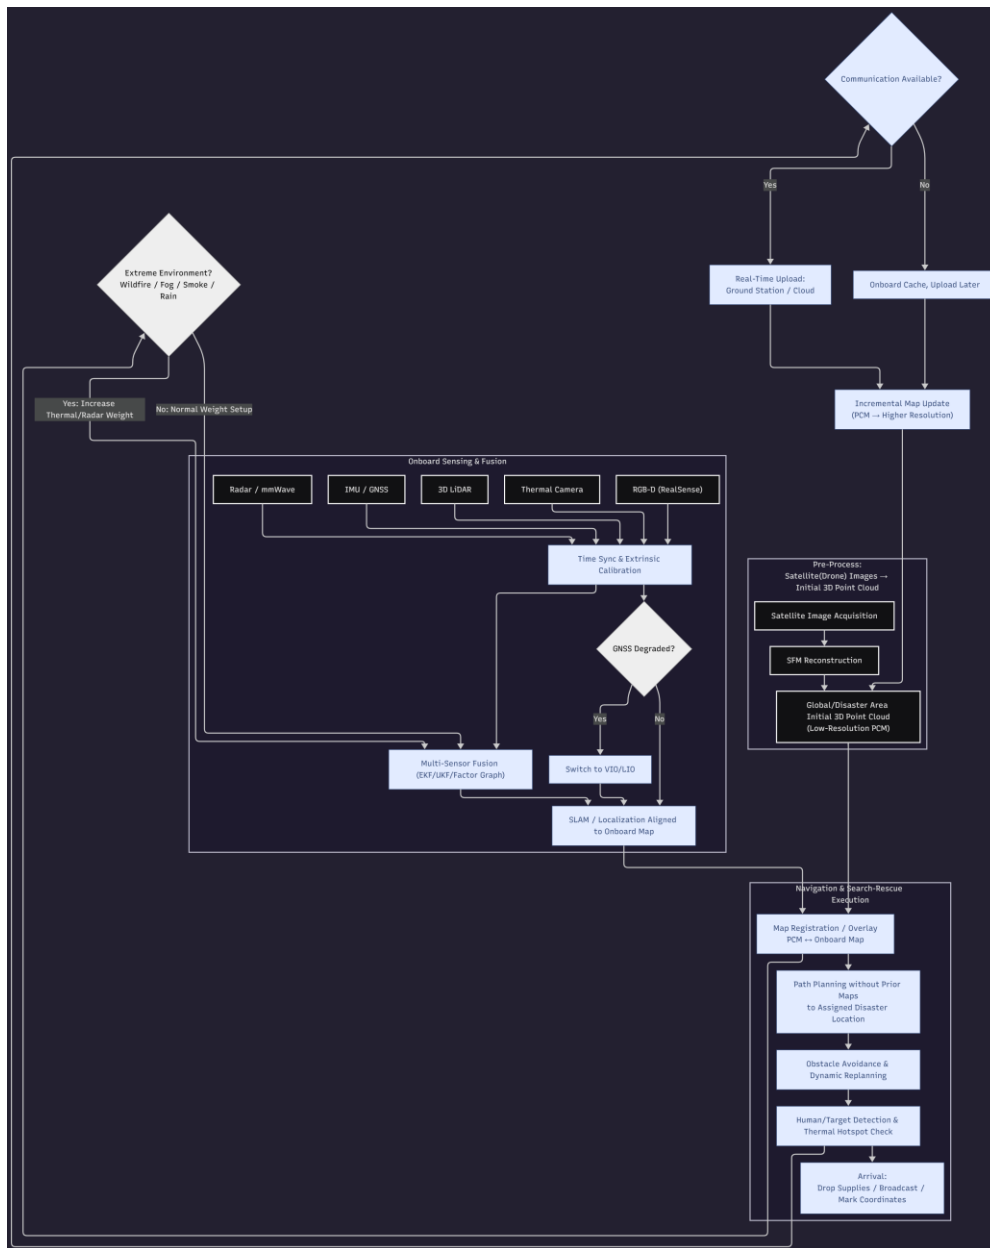 Communication Available?
Yes
No
Extreme Environment?
Wildfire / Fog / Smoke /
Rain
Real-Time Upload:
Ground Station / Cloud
Onboard Cache, Upload Later
Yes: Increase
Thermal/Radar Weight
No: Normal Weight Setup
Incremental Map Update
(PCM → Higher Resolution)
Onboard Sensing & Fusion
Radar / mmWave
IMU / GNSS
3D LiDAR
Thermal Camera
RGB-D (RealSense)
Time Sync & Extrinsic
Calibration
GNSS Degraded?
Yes
No
Multi-Sensor Fusion
(EKF/UKF/Factor Graph)
Switch to VIO/LIO
SLAM / Localization Aligned
to Onboard Map
Pre-Process:
Satellite(Drone) Images →
Initial 3D Point Cloud
Satellite Image Acquisition
SFM Reconstruction
Global/Disaster Area
Initial 3D Point Cloud
(Low-Resolution PCM)
Navigation & Search-Rescue
Execution
Map Registration / Overlay
PCM ↔ Onboard Map
Path Planning without Prior
Maps
to Assigned Disaster
Location
Obstacle Avoidance &
Dynamic Replanning
Human/Target Detection &
Thermal Hotspot Check
Arrival:
Drop Supplies / Broadcast /
Mark Coordinates